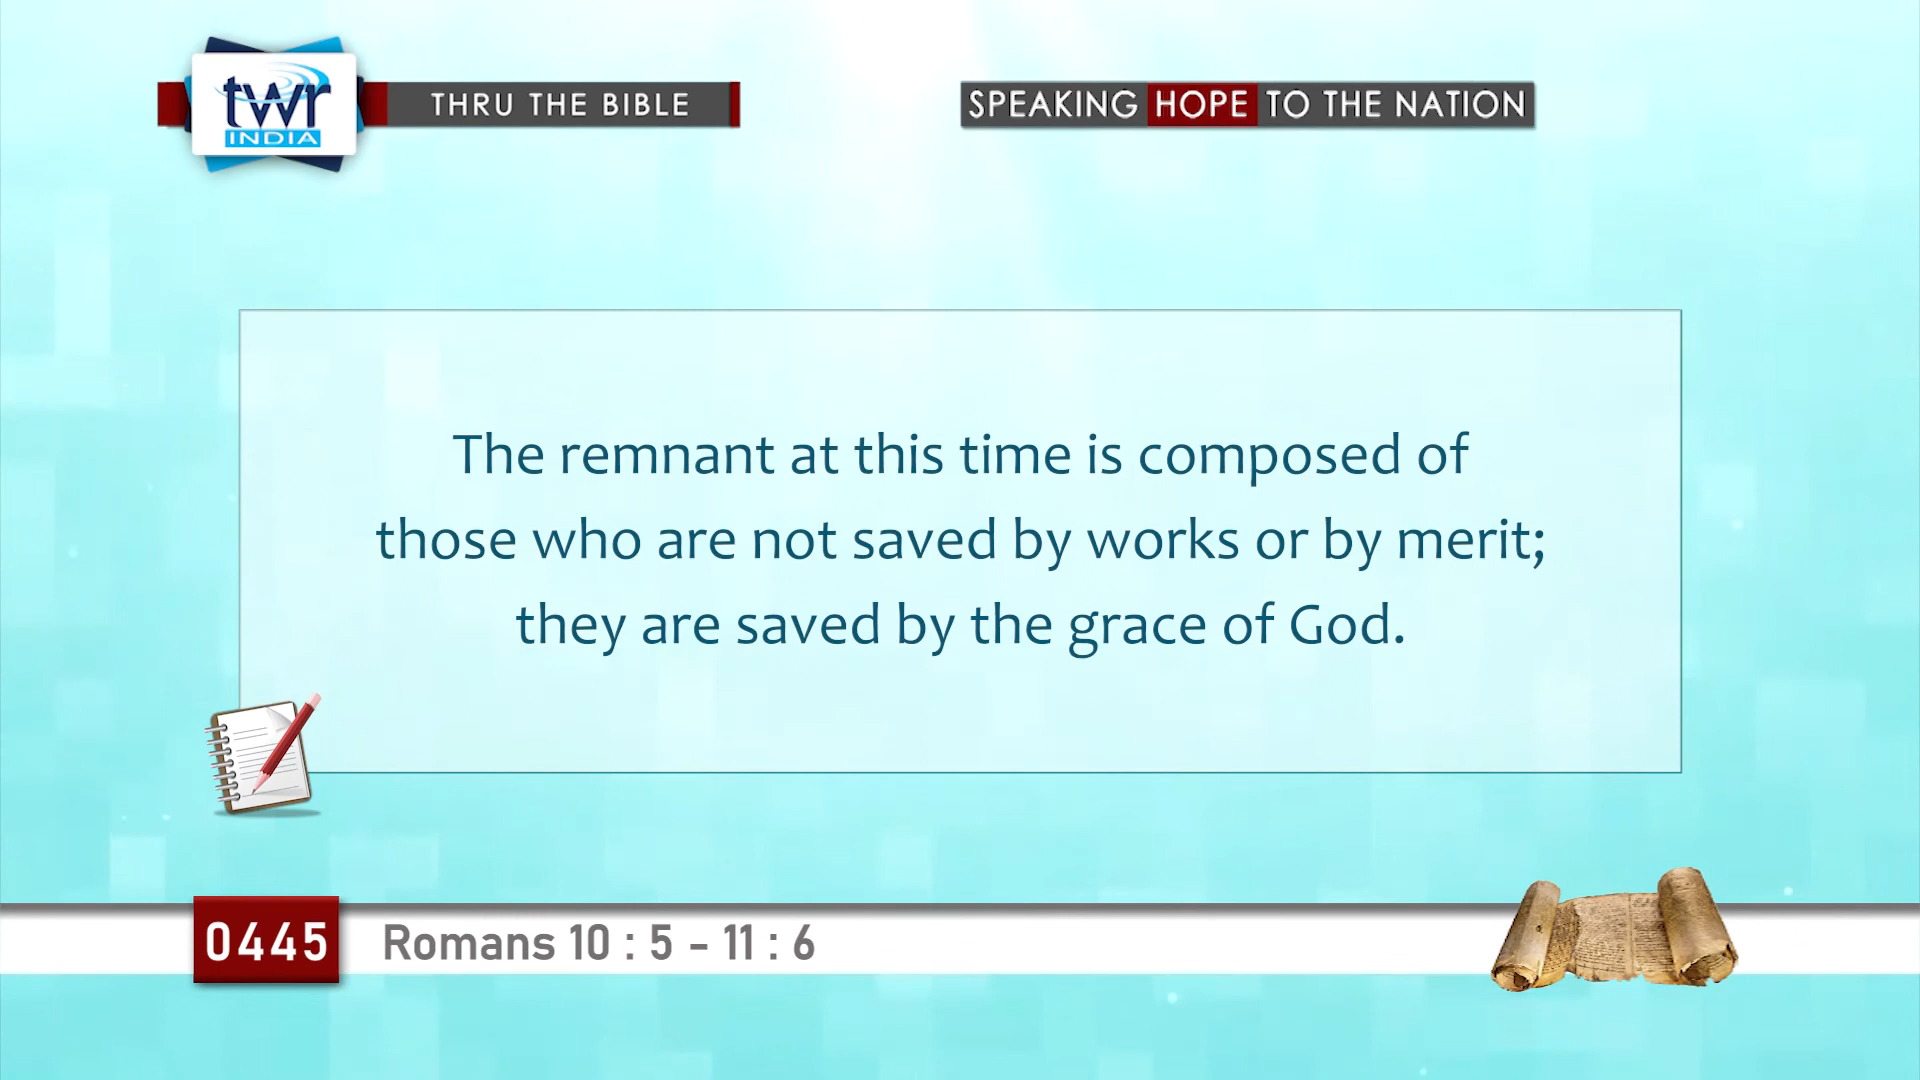 twr
INDIA
THRU THE BIBLE
SPEAKING HOPE TO THE NATION
The remnant at this time is composed of
those who are not saved by works or by merit;
they are saved by the grace of God.
0445
Romans 10 : 5 - 11 : 6